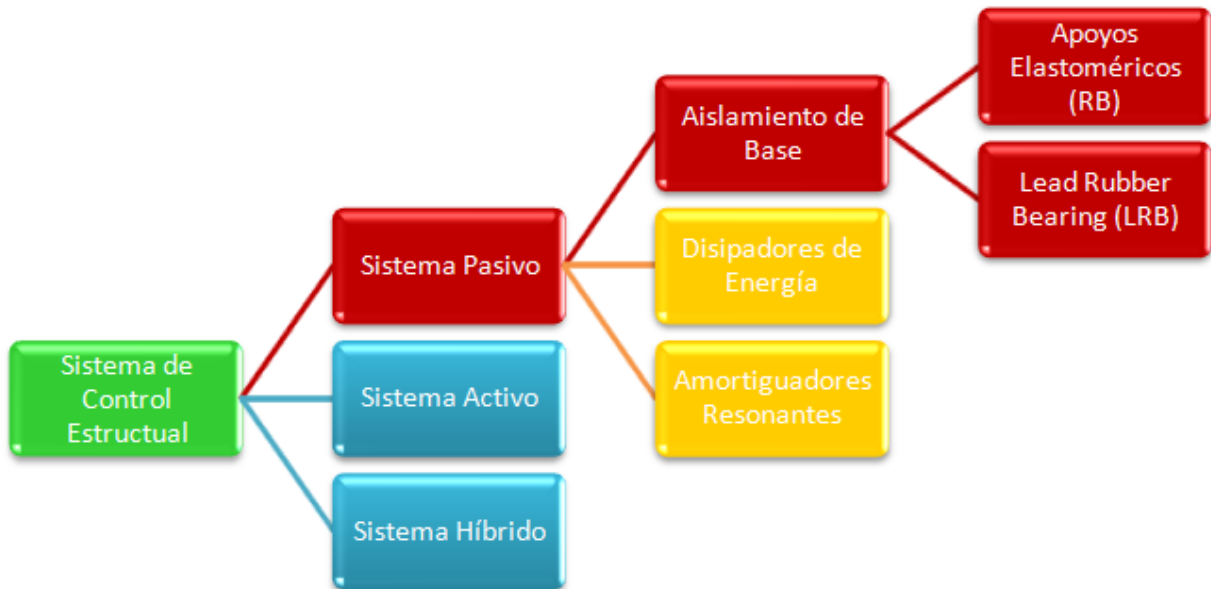 Sistema de
Control
Estructual
Sistema Pasivo
Sistema Activo
Sistema Híbrido
Aislamiento de
Base
Disipadores de
Energía
Amortiguadores
Resonantes
Apoyos
Elastoméricos
(RB)
Lead Rubber
Bearing (LRB)